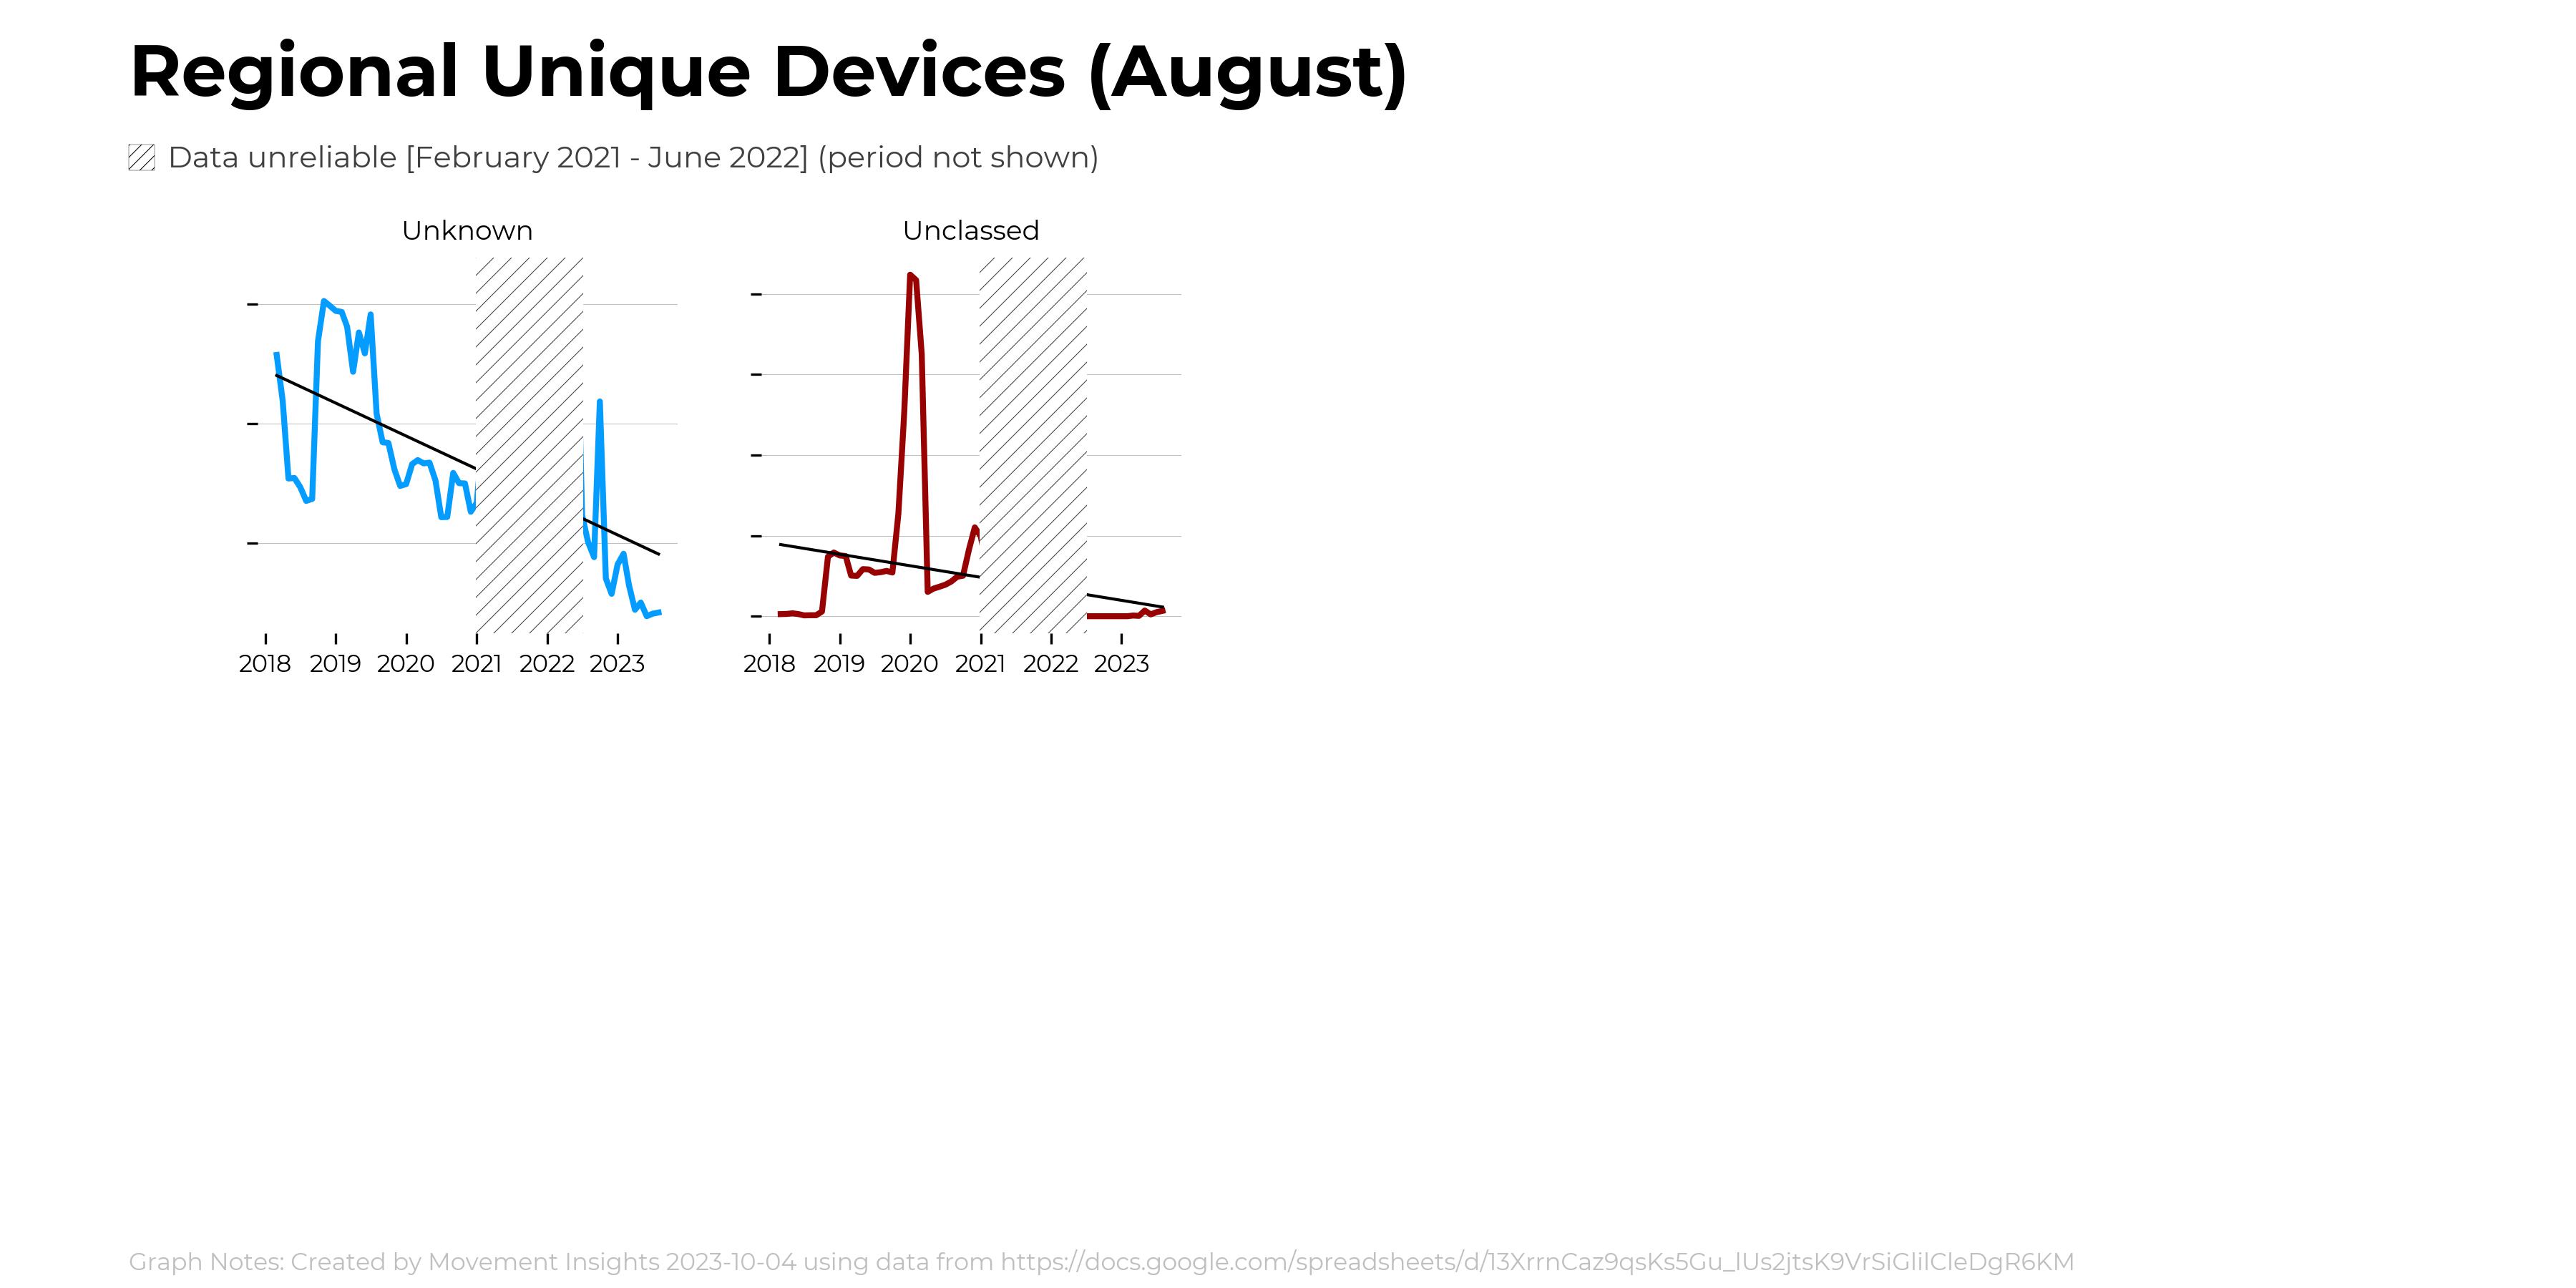 Regional Unique Devices (August)
Data unreliable [February 2021 - June 2022] (period not shown)
Unknown
Unclassed
2018 2019 2020 2021 2022 2023
2018 2019 2020 2021 2022 2023
Graph Notes: Created by Movement Insights 2023-10-04 using data from https://docs.google.com/spreadsheets/d/13XrrnCaz9qsKs5Gu_lUs2jtsK9VrSiGlilCleDgR6KM